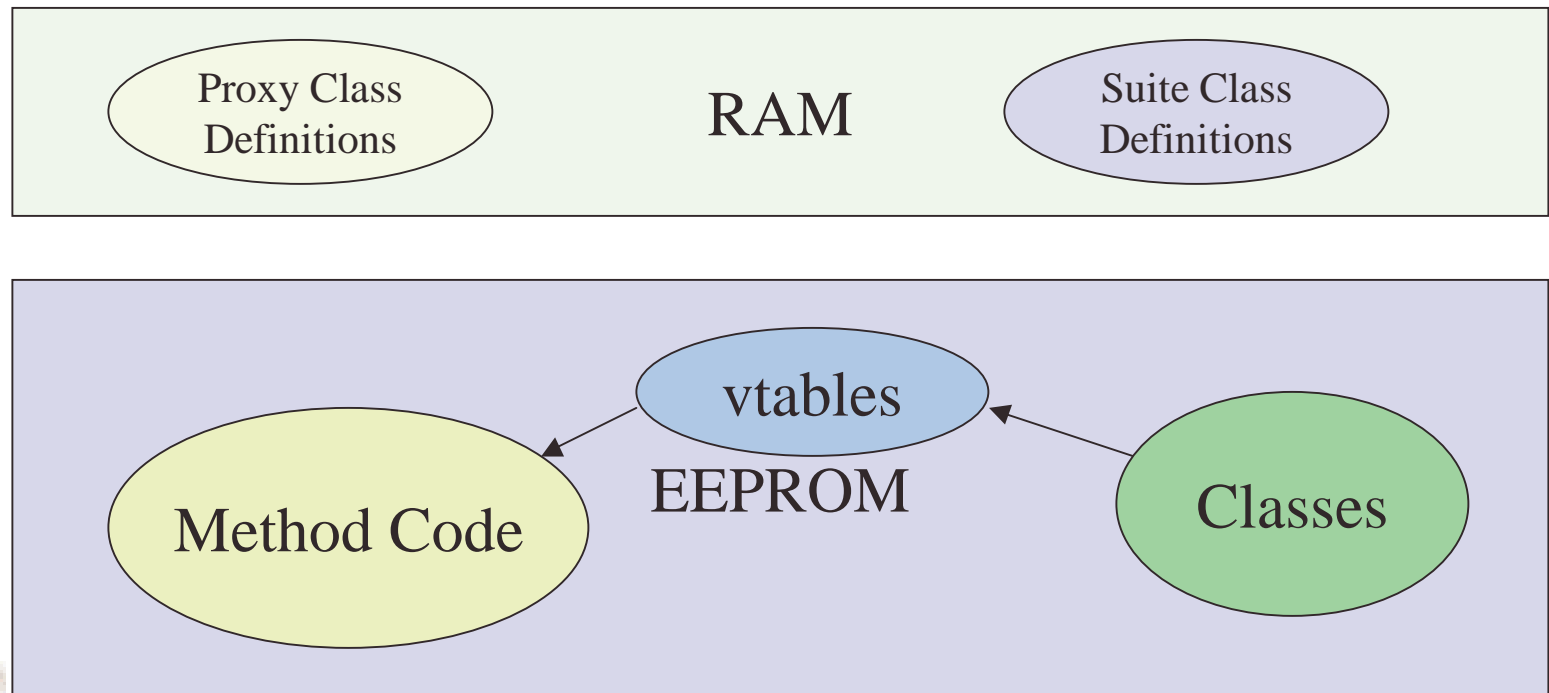 Proxy Class
Definitions
RAM
Suite Class
Definitions
vtables
EEPROM
Method Code
Classes